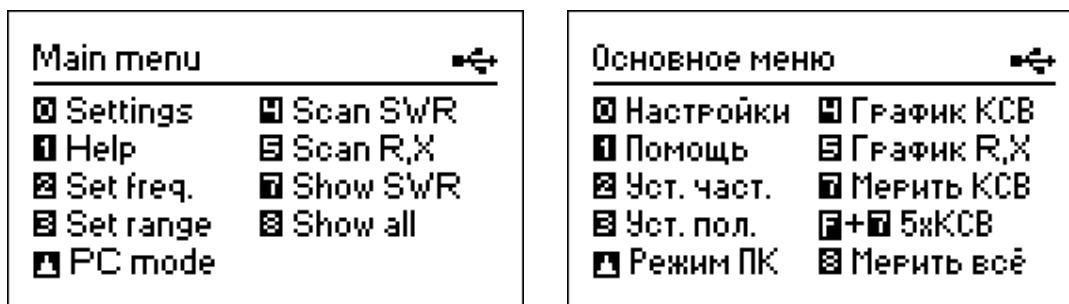 Main menu
0 Settings 4 Scan SWR
1 Help 5 Scan R,X
2 Set freq. 7 Show SWR
3 Set range 8 Show all
PC mode
Основное меню
0 Настройки 4 График КСВ
1 Помощь 5 График R,X
2 Уст. част. 7 Мерить КСВ
3 Уст. пол. F+7 5xКСВ
Режим ПК 8 Мерить всё